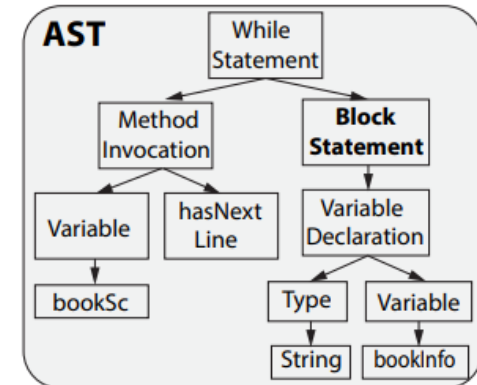 AST
While
Statement
Method
Invocation
Block
Statement
Variable
hasNext
Line
Variable
Declaration
bookSc
Type
Variable
String
bookInfo